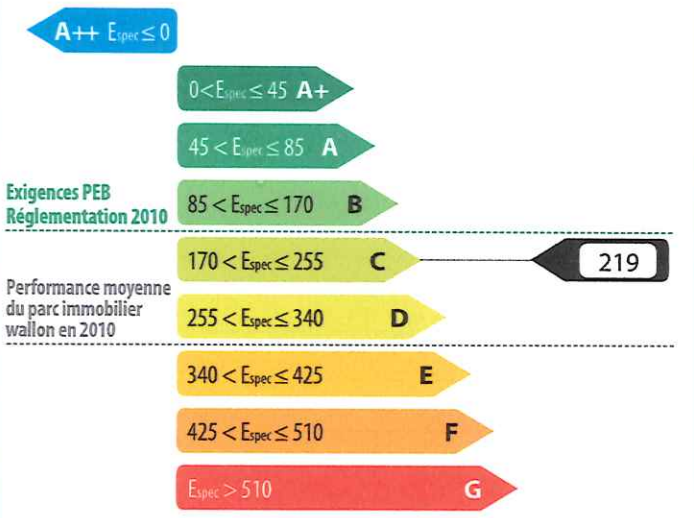 A++ Espec ≤ 0
0 < Espec ≤ 45 A+
45 < Espec ≤ 85 A
Exigences PEB
Réglementation 2010
85 < Espec ≤ 170 B
170 < Espec ≤ 255 C
219
Performance moyenne
du parc immobilier
wallon en 2010
255 < Espec ≤ 340 D
340 < Espec ≤ 425 E
425 < Espec ≤ 510 F
Espec > 510 G